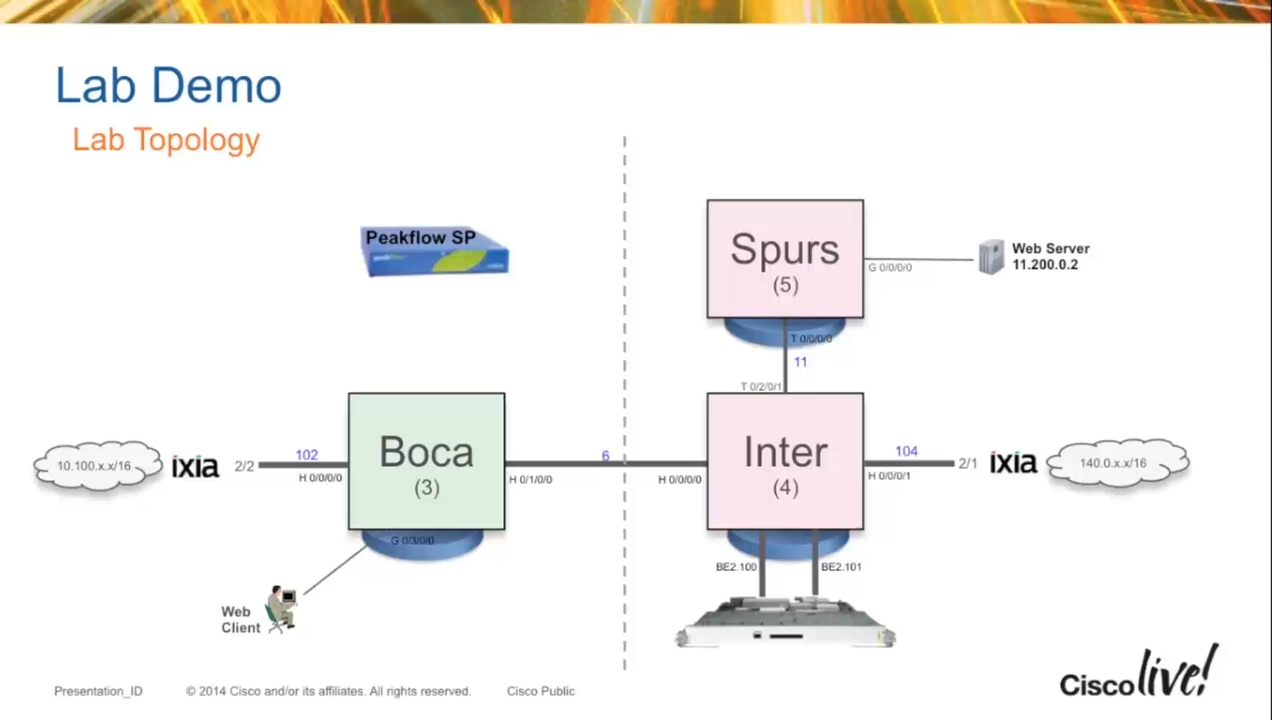 Lab Demo
Lab Topology
Peakflow SP
Spurs
(5)
G 0/0/0/0
Web Server
11.200.0.2
T 0/0/0/0
11
T 0/2/0/1
10.100.x.x/16
ixia
2/2
102
H 0/0/0/0
Boca
(3)
H 0/1/0/0
6
H 0/0/0/0
Inter
(4)
104
H 0/0/0/1
2/1
ixia
140.0.x.x/16
G 0/3/0/0
BE2.100
BE2.101
Web
Client
Presentation_ID
© 2014 Cisco and/or its affiliates. All rights reserved.
Cisco Public
Cisco live!